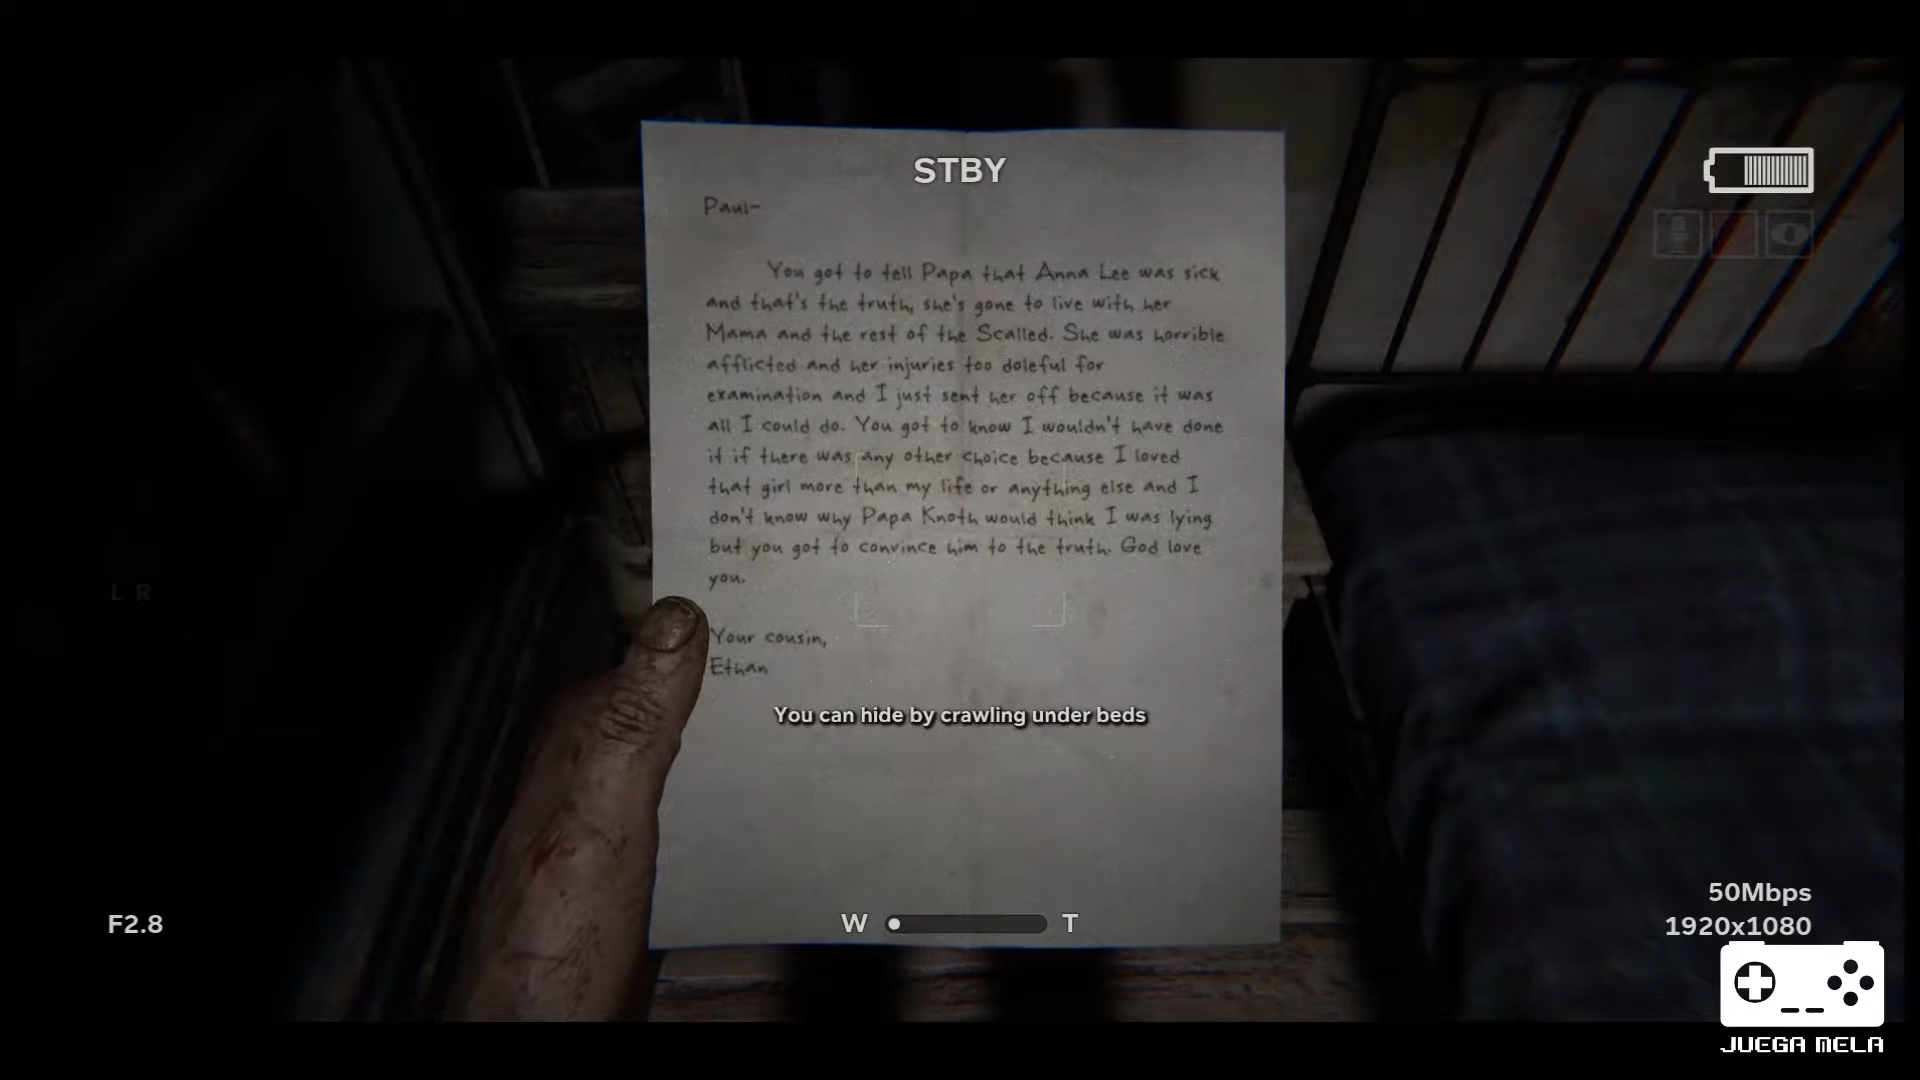 STBY
Paul-
You got to tell Papa that Anna Lee was sick
and that's the truth, she's gone to live with her
Mama and the rest of the Scalled. She was horrible
afflicted and her injuries too doleful for
examination and I just sent her off because it was
all I could do. You got to know I wouldn't have done
it if there was any other choice because I loved
that girl more than my life or anything else and I
don't know why Papa Knoth would think I was lying
but you got to convince him to the truth. God love
you.
L R
Your cousin,
Ethan
You can hide by crawling under beds
50Mbps
F2.8
W T
1920x1080
JUEGA MELA